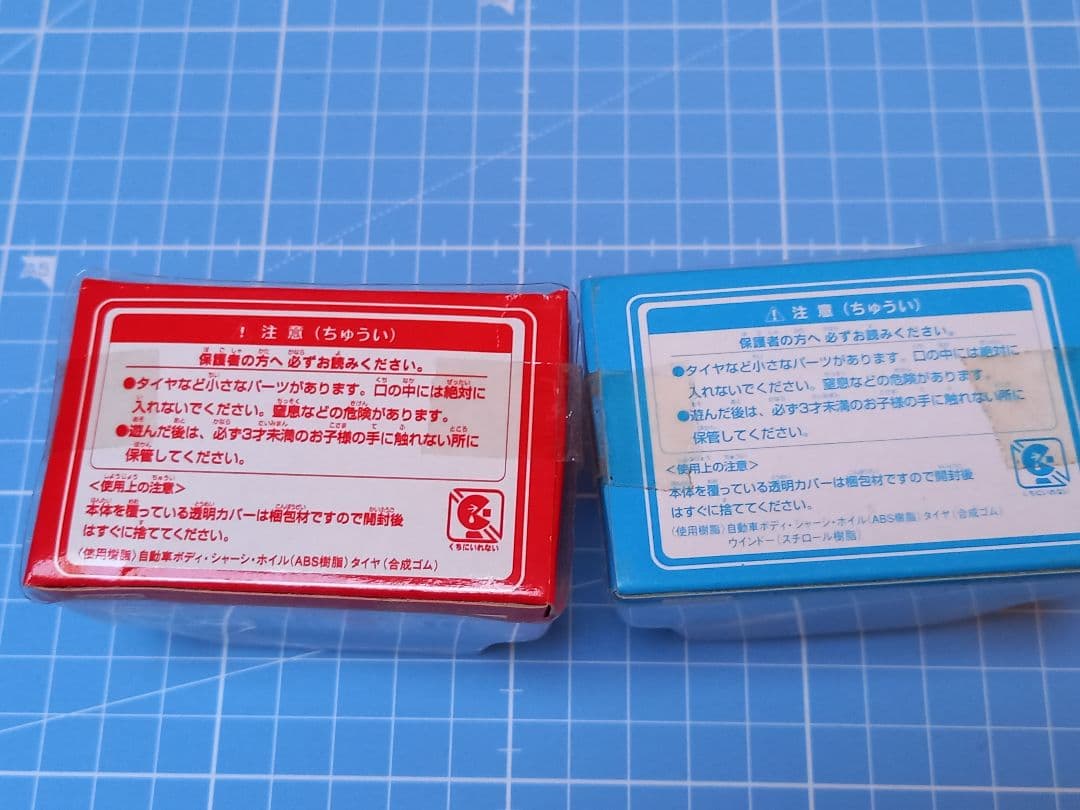 A5
！ 注意（ちゅうい）
保護者の方へ 必ずお読みください。
●タイヤなど小さなパーツがあります。口の中には絶対に
入れないでください。窒息などの危険があります。
●遊んだ後は、必ず3才未満のお子様の手に触れない所に
保管してください。
<使用上の注意>
本体を覆っている透明カバーは梱包材ですので開封後
はすぐに捨ててください。
(使用樹脂)自動車ボディ・シャーシ・ホイル(ABS樹脂)タイヤ(合成ゴム)
くちにいれない
注意（ちゅうい）
保護者の方へ 必ずお読みください。
●タイヤなど小さなパーツがあります。口の中には絶対に
入れないでください。窒息などの危険があります。
●遊んだ後は、必ず3才未満のお子様の手に触れない所に
保管してください。
<使用上の注意>
本体を覆っている透明カバーは梱包材ですので開封後
はすぐに捨ててください。
(使用樹脂)自動車ボディ・シャーシ・ホイル(ABS樹脂)タイヤ(合成ゴム)
ウインドー(スチロール樹脂)
くちにいれない